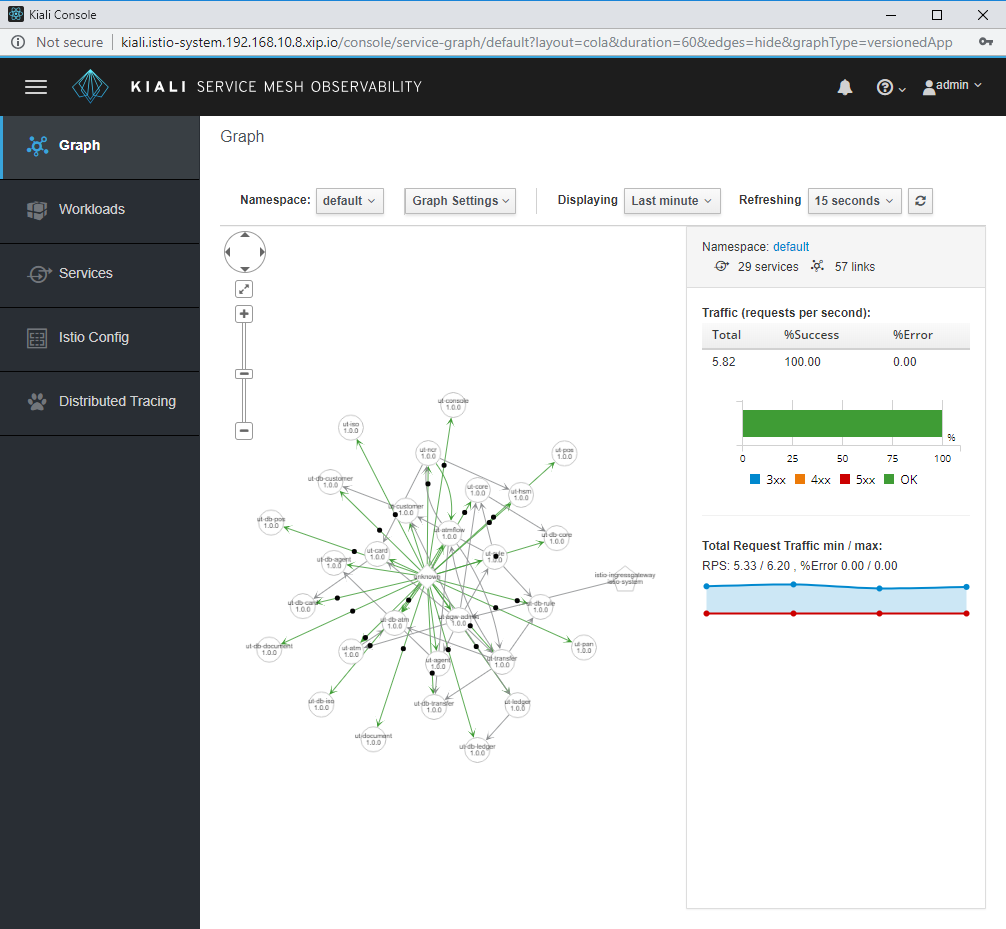 Kiali Console
Not secure
kiali.istio-system.192.168.10.8.xip.io/console/service-graph/default?layout=cola&duration=60&edges=hide&graphType=versionedApp
KIALI SERVICE MESH OBSERVABILITY
admin
Graph
Workloads
Services
Istio Config
Distributed Tracing
Graph
Namespace: default
Graph Settings
Displaying Last minute
Refreshing 15 seconds
ut-console
1.0.0
ut-iso
1.0.0
ut-ncr
1.0.0
ut-pos
1.0.0
ut-db-customer
1.0.0
ut-core
1.0.0
ut-hsm
1.0.0
ut-customer
1.0.0
ut-db-pos
1.0.0
ut-atmflow
1.0.0
ut-db-core
1.0.0
ut-card
1.0.0
ut-rule
1.0.0
ut-db-agent
1.0.0
unknown
istio-ingressgateway
istio-system
ut-db-card
1.0.0
ut-db-rule
1.0.0
ut-db-atm
1.0.0
1.0.0
ut-db-document
1.0.0
ut-atm
1.0.0
ut-pan
1.0.0
ut-agent
1.0.0
ut-transfer
1.0.0
ut-db-iso
1.0.0
ut-db-transfer
1.0.0
ut-ledger
1.0.0
ut-document
1.0.0
ut-db-ledger
1.0.0
Namespace: default
29 services 57 links
Traffic (requests per second):
Total %Success %Error
5.82 100.00 0.00
%
0 25 50 75 100
3xx 4xx 5xx OK
Total Request Traffic min / max:
RPS: 5.33 / 6.20 , %Error 0.00 / 0.00